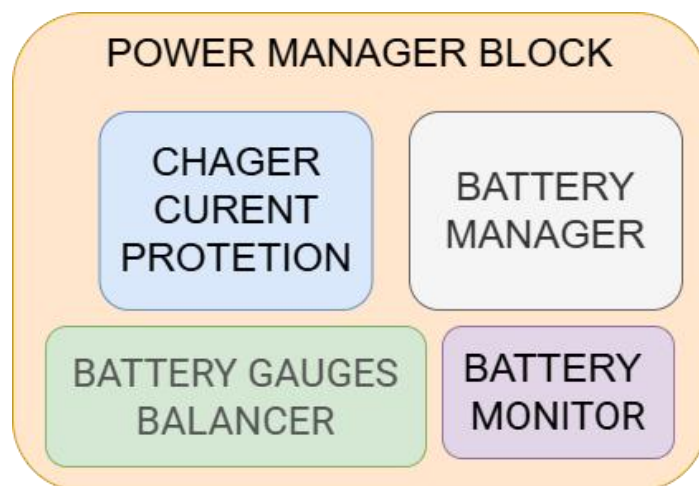 POWER MANAGER BLOCK
CHAGER
CURENT
PROTETION
BATTERY
MANAGER
BATTERY GAUGES
BALANCER
BATTERY
MONITOR